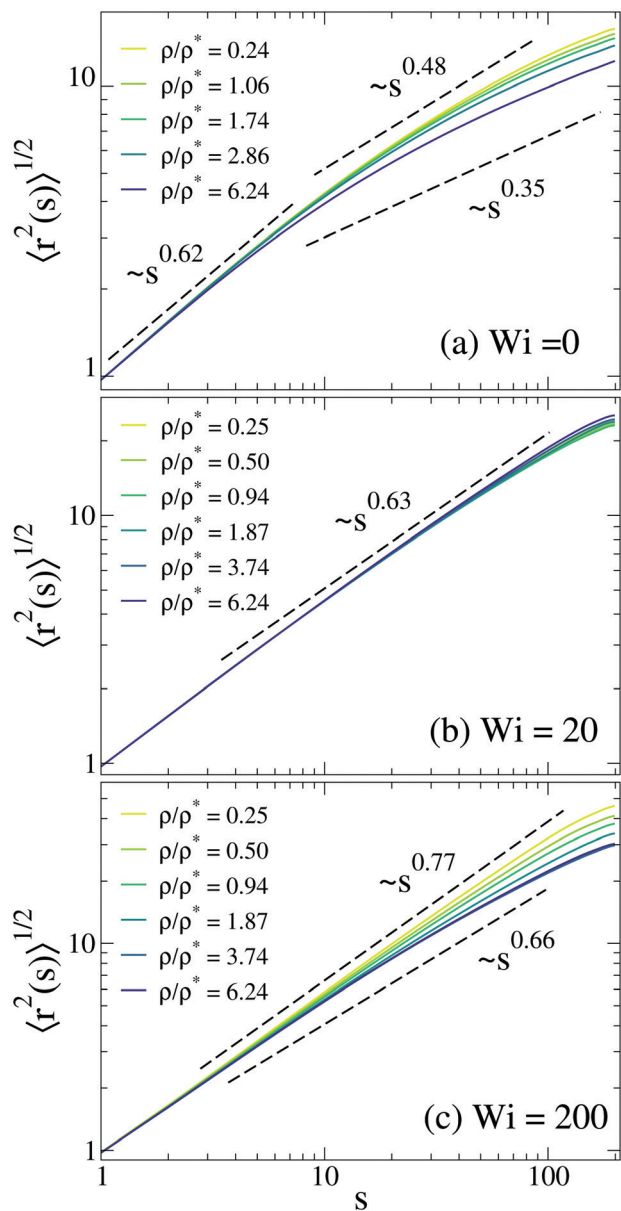 10
1
⟨r²(s)⟩^1/2
ρ/ρ* = 0.24
ρ/ρ* = 1.06
ρ/ρ* = 1.74
ρ/ρ* = 2.86
ρ/ρ* = 6.24
~s^0.48
~s^0.35
~s^0.62
(a) Wi =0
10
1
⟨r²(s)⟩^1/2
ρ/ρ* = 0.25
ρ/ρ* = 0.50
ρ/ρ* = 0.94
ρ/ρ* = 1.87
ρ/ρ* = 3.74
ρ/ρ* = 6.24
~s^0.63
(b) Wi = 20
10
1
⟨r²(s)⟩^1/2
ρ/ρ* = 0.25
ρ/ρ* = 0.50
ρ/ρ* = 0.94
ρ/ρ* = 1.87
ρ/ρ* = 3.74
ρ/ρ* = 6.24
~s^0.77
~s^0.66
(c) Wi = 200
1 10 100
s